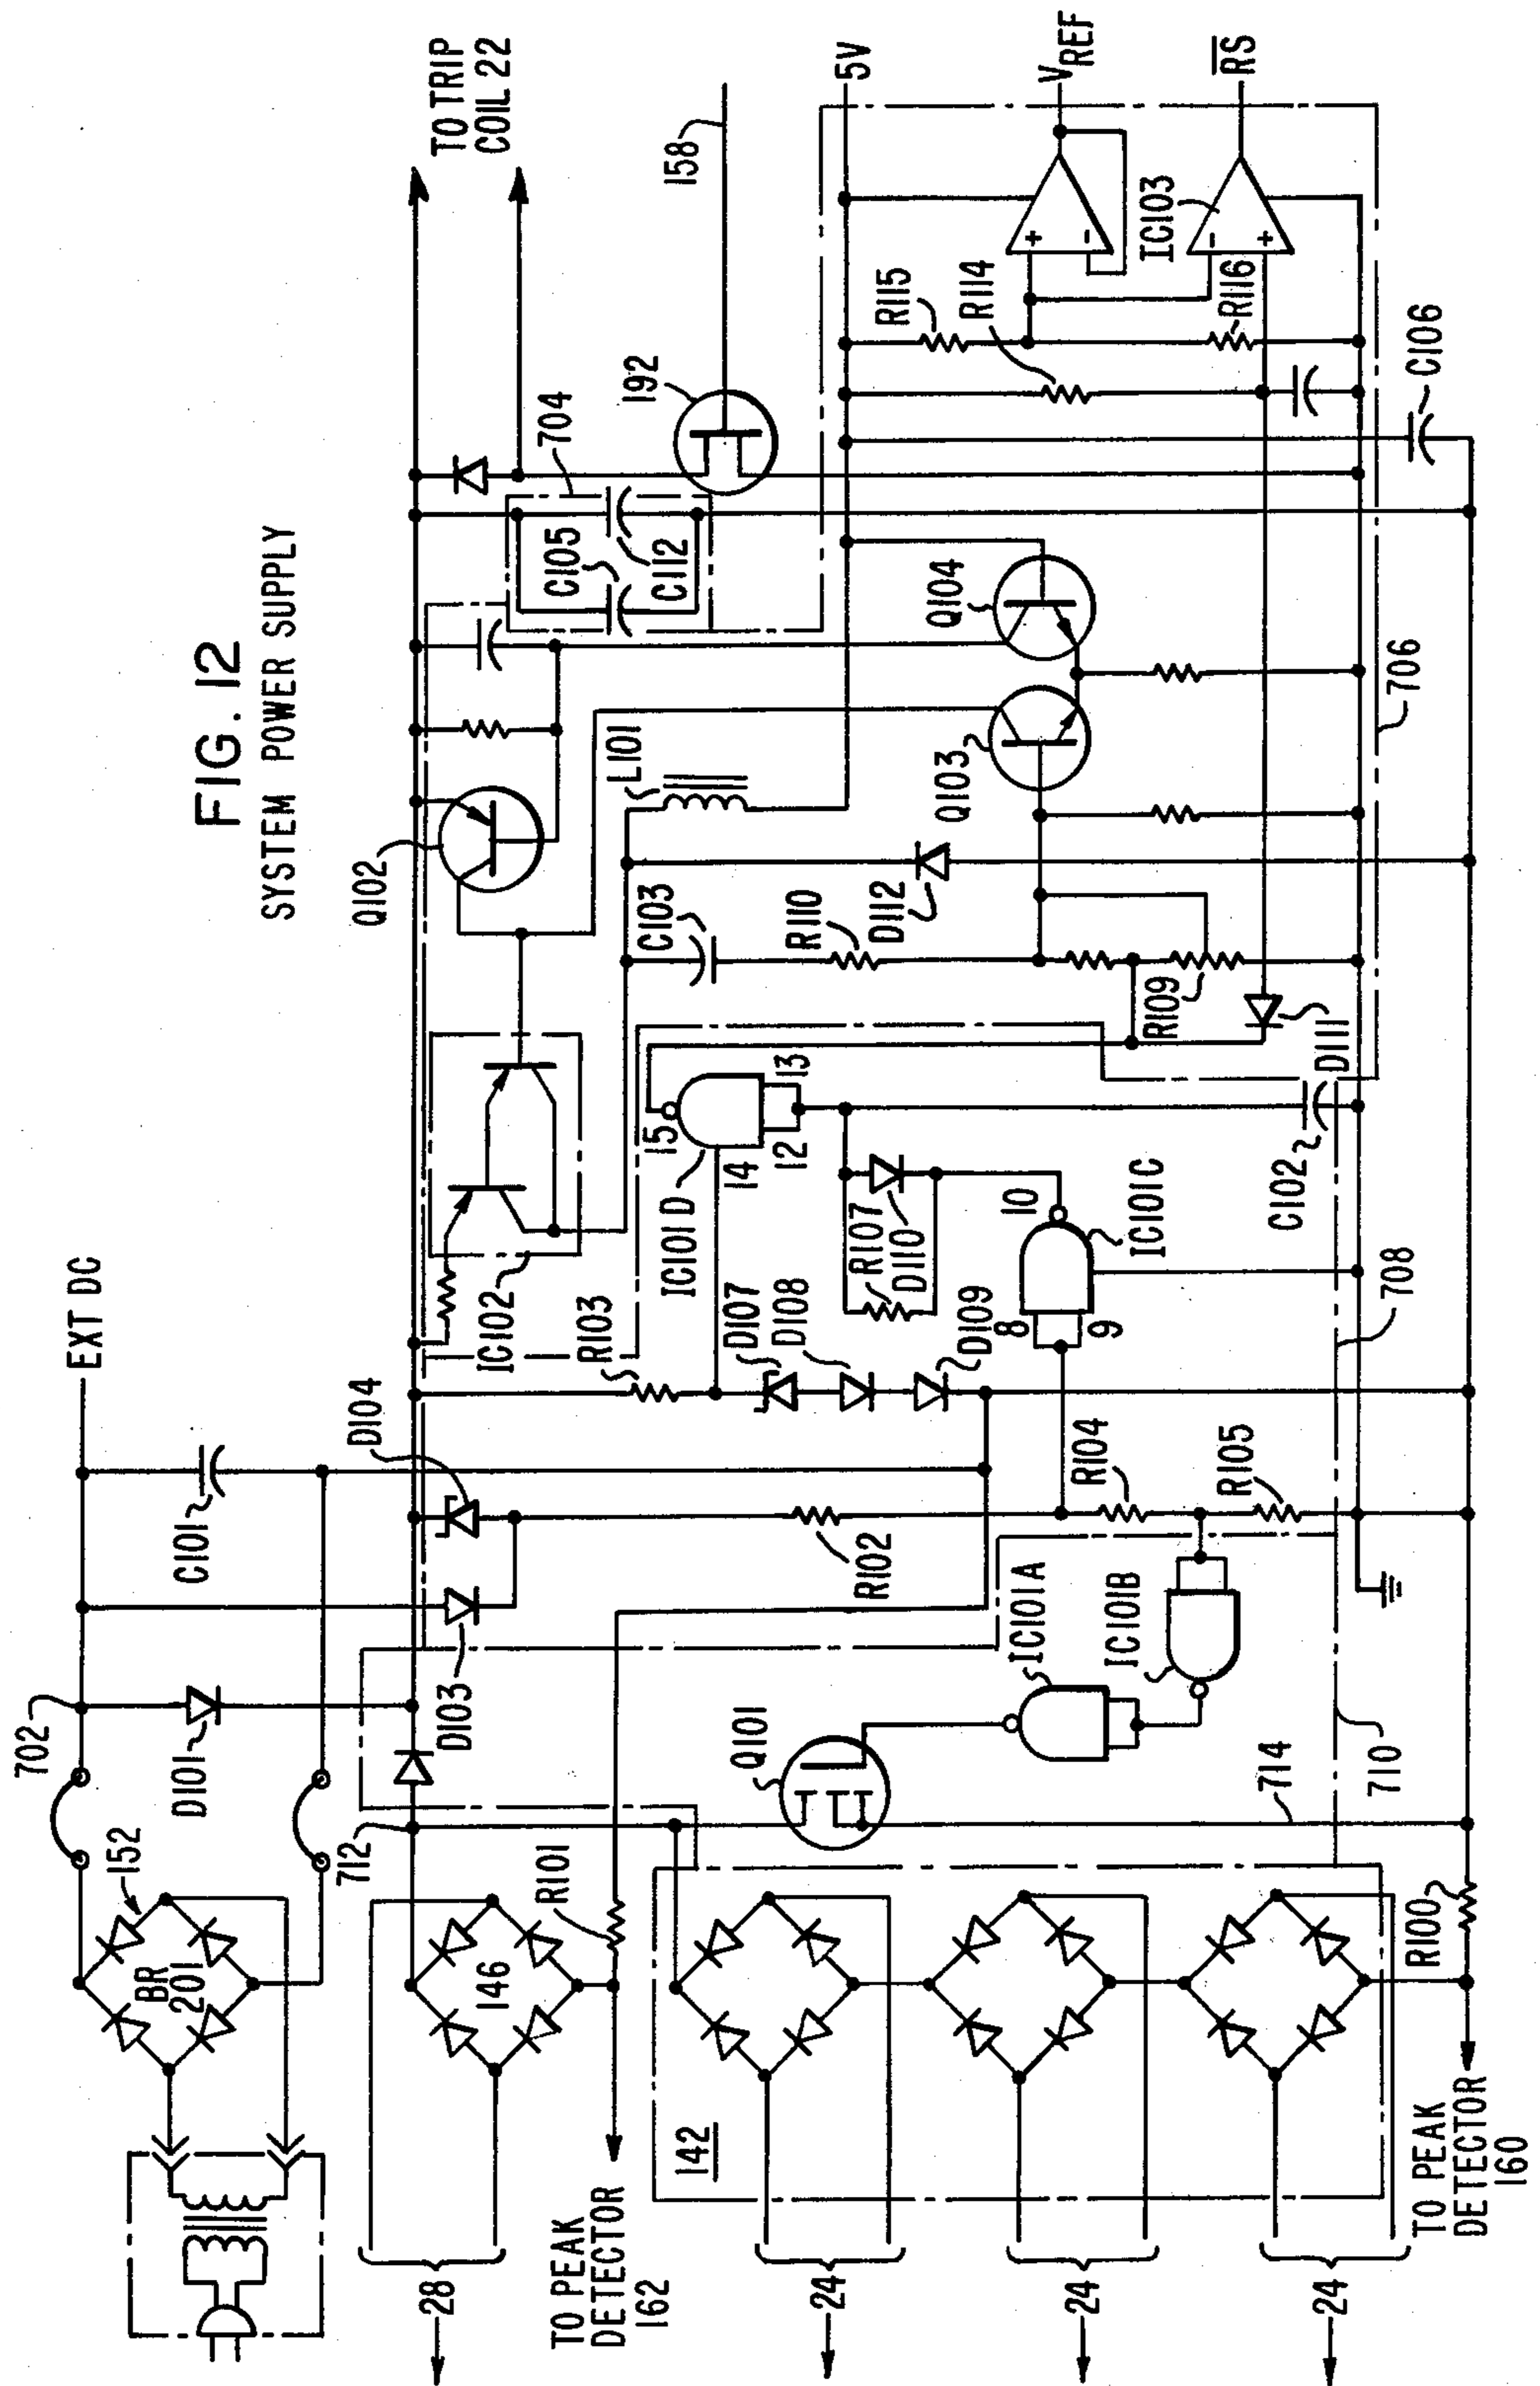 FIG. 12
SYSTEM POWER SUPPLY
EXT DC
TO TRIP
COIL 22
702
D101
C101
D104
Q102
704
192
158
152
BR
201
D103
712
IC102
L101
C105
C112
5V
28
146
R101
R103
IC101D
14
15
12
13
C103
R110
D112
Q103
Q104
R115
R114
VREF
IC103
+
−
−
+
RS
R116
TO PEAK
DETECTOR
162
142
Q101
D107
D108
D109
R107
D110
R109
D111
C106
24
IC101A
IC101B
R102
R104
R105
8
9
10
IC101C
C102
706
24
714
710
708
24
R100
TO PEAK
DETECTOR
160